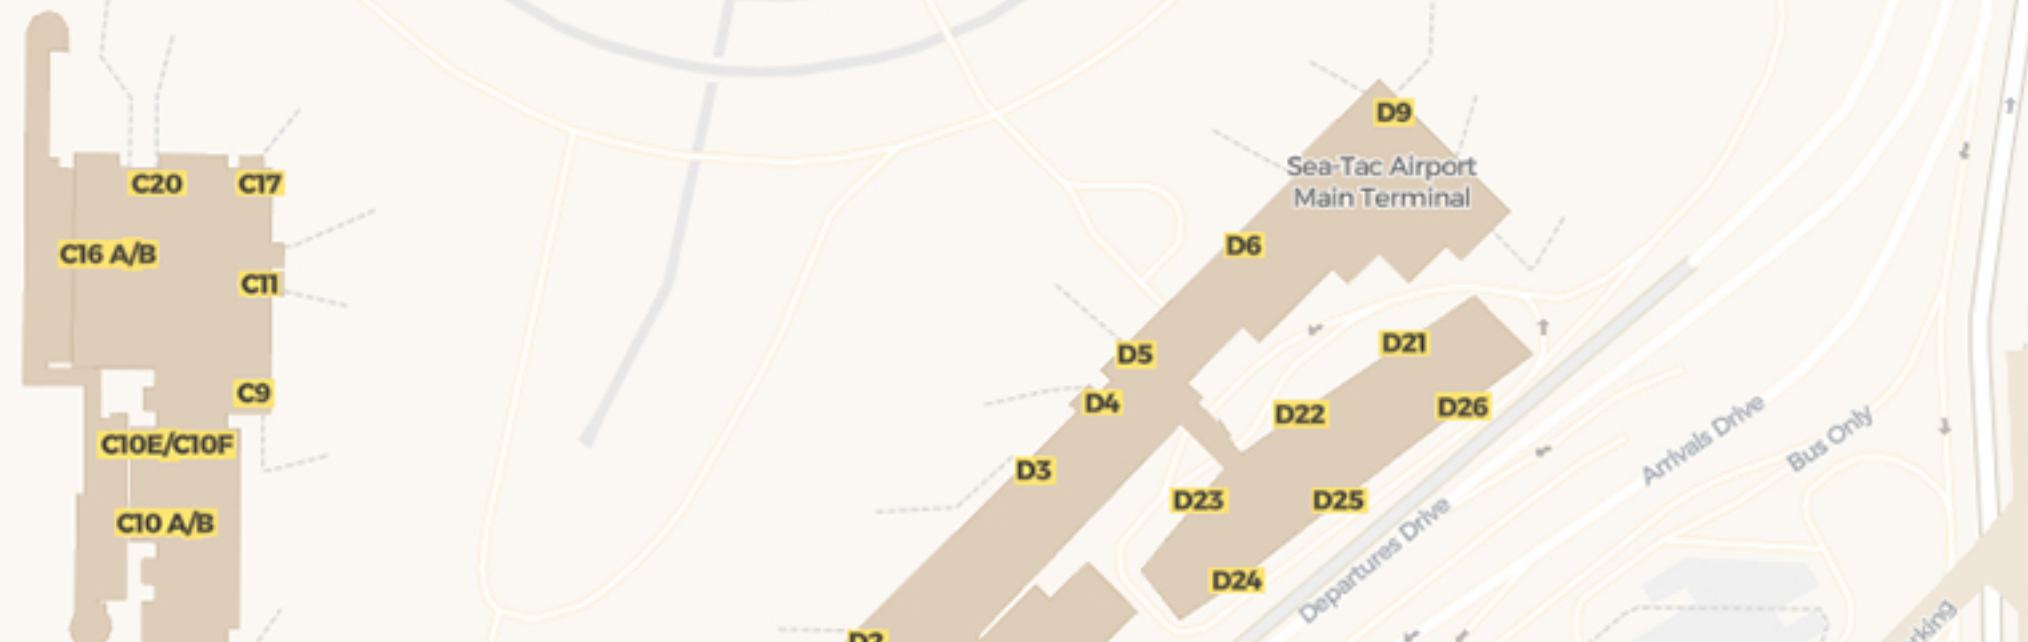 D9
Sea-Tac Airport
Main Terminal
C20
C17
D6
C16 A/B
C11
D21
D5
C9
D4
D22
D26
C10E/C10F
D3
D23
D25
C10 A/B
D24
Departures Drive
Arrivals Drive
Bus Only